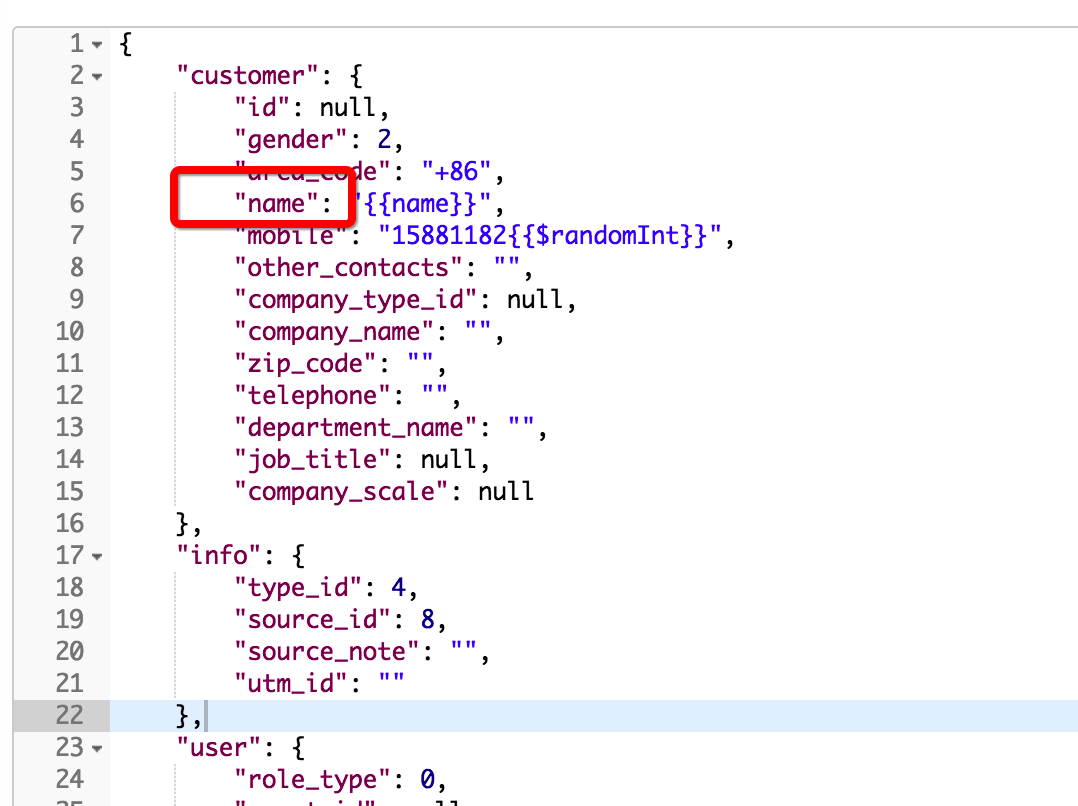 1 {
2 "customer": {
3 "id": null,
4 "gender": 2,
5 "area_code": "+86",
6 "name": "{{name}}",
7 "mobile": "15881182{{$randomInt}}",
8 "other_contacts": "",
9 "company_type_id": null,
10 "company_name": "",
11 "zip_code": "",
12 "telephone": "",
13 "department_name": "",
14 "job_title": null,
15 "company_scale": null
16 },
17 "info": {
18 "type_id": 4,
19 "source_id": 8,
20 "source_note": "",
21 "utm_id": ""
22 },
23 "user": {
24 "role_type": 0,